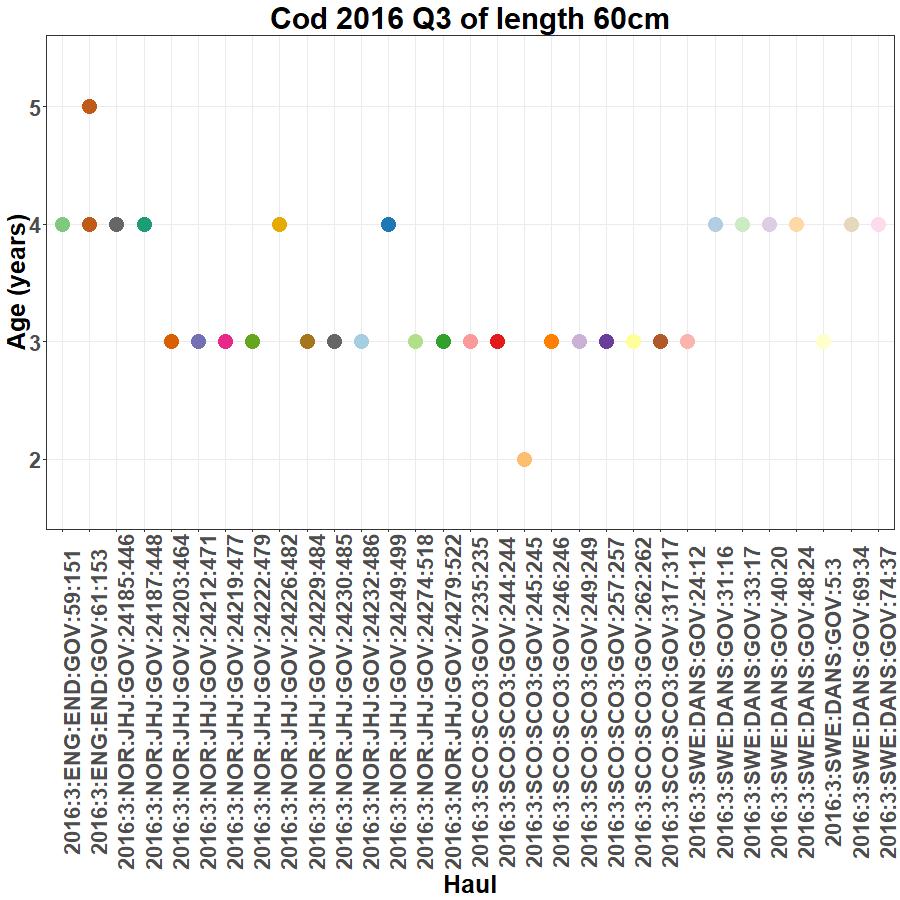 Cod 2016 Q3 of length 60cm
Age (years)
5
4
3
2
2016:3:ENG:END:GOV:59:151
2016:3:ENG:END:GOV:61:153
2016:3:NOR:JHJ:GOV:24185:446
2016:3:NOR:JHJ:GOV:24187:448
2016:3:NOR:JHJ:GOV:24203:464
2016:3:NOR:JHJ:GOV:24212:471
2016:3:NOR:JHJ:GOV:24219:477
2016:3:NOR:JHJ:GOV:24222:479
2016:3:NOR:JHJ:GOV:24226:482
2016:3:NOR:JHJ:GOV:24229:484
2016:3:NOR:JHJ:GOV:24230:485
2016:3:NOR:JHJ:GOV:24232:486
2016:3:NOR:JHJ:GOV:24249:499
2016:3:NOR:JHJ:GOV:24274:518
2016:3:NOR:JHJ:GOV:24279:522
2016:3:SCO:SCO3:GOV:235:235
2016:3:SCO:SCO3:GOV:244:244
2016:3:SCO:SCO3:GOV:245:245
2016:3:SCO:SCO3:GOV:246:246
2016:3:SCO:SCO3:GOV:249:249
2016:3:SCO:SCO3:GOV:257:257
2016:3:SCO:SCO3:GOV:262:262
2016:3:SCO:SCO3:GOV:317:317
2016:3:SWE:DANS:GOV:24:12
2016:3:SWE:DANS:GOV:31:16
2016:3:SWE:DANS:GOV:33:17
2016:3:SWE:DANS:GOV:40:20
2016:3:SWE:DANS:GOV:48:24
2016:3:SWE:DANS:GOV:5:3
2016:3:SWE:DANS:GOV:69:34
2016:3:SWE:DANS:GOV:74:37
Haul